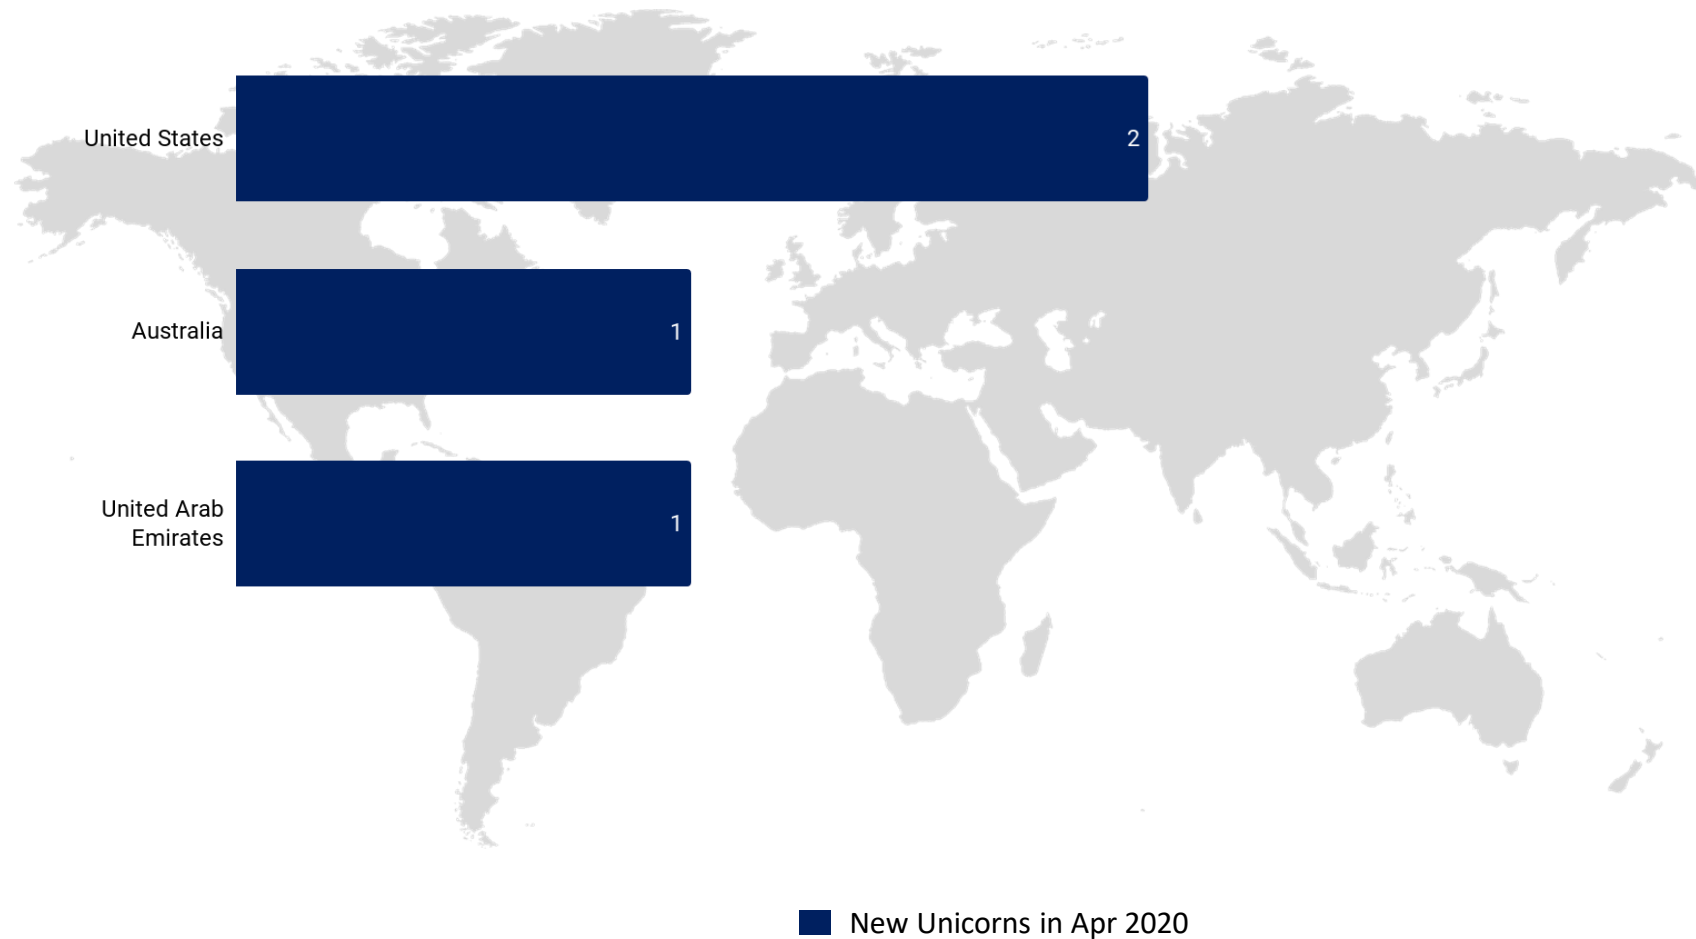 United States
2
Australia
1
United Arab
Emirates
1
New Unicorns in Apr 2020